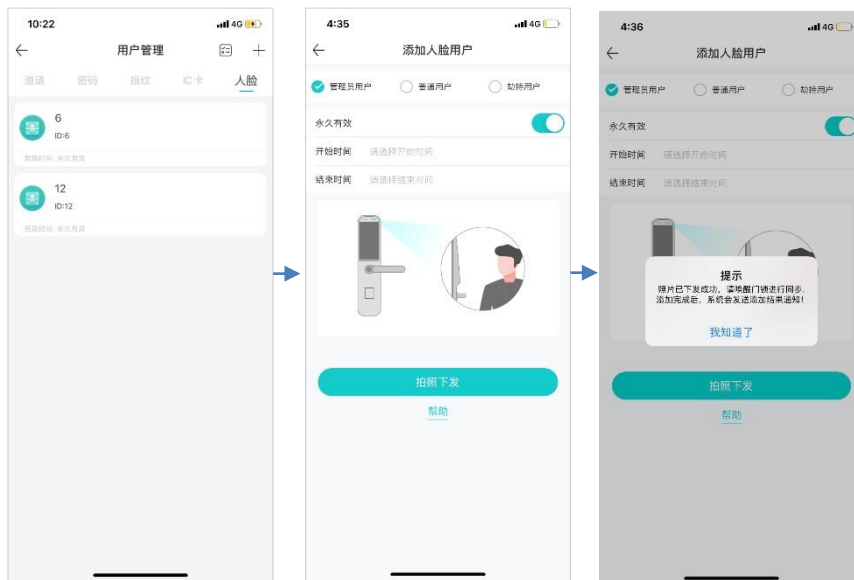 10:22
4G
用户管理
邀请 密码 指纹 IC卡 人脸
6
ID:6
有效时间: 永久有效
12
ID:12
有效时间: 永久有效
4:35
4G
添加人脸用户
管理员用户 普通用户 劫持用户
永久有效
开始时间 请选择开始时间
结束时间 请选择结束时间
拍照下发
帮助
4:36
4G
添加人脸用户
管理员用户 普通用户 劫持用户
永久有效
开始时间 请选择开始时间
结束时间 请选择结束时间
提示
照片已下发成功，请唤醒门锁进行同步.
添加完成后，系统会发送添加结果通知!
我知道了
拍照下发
帮助